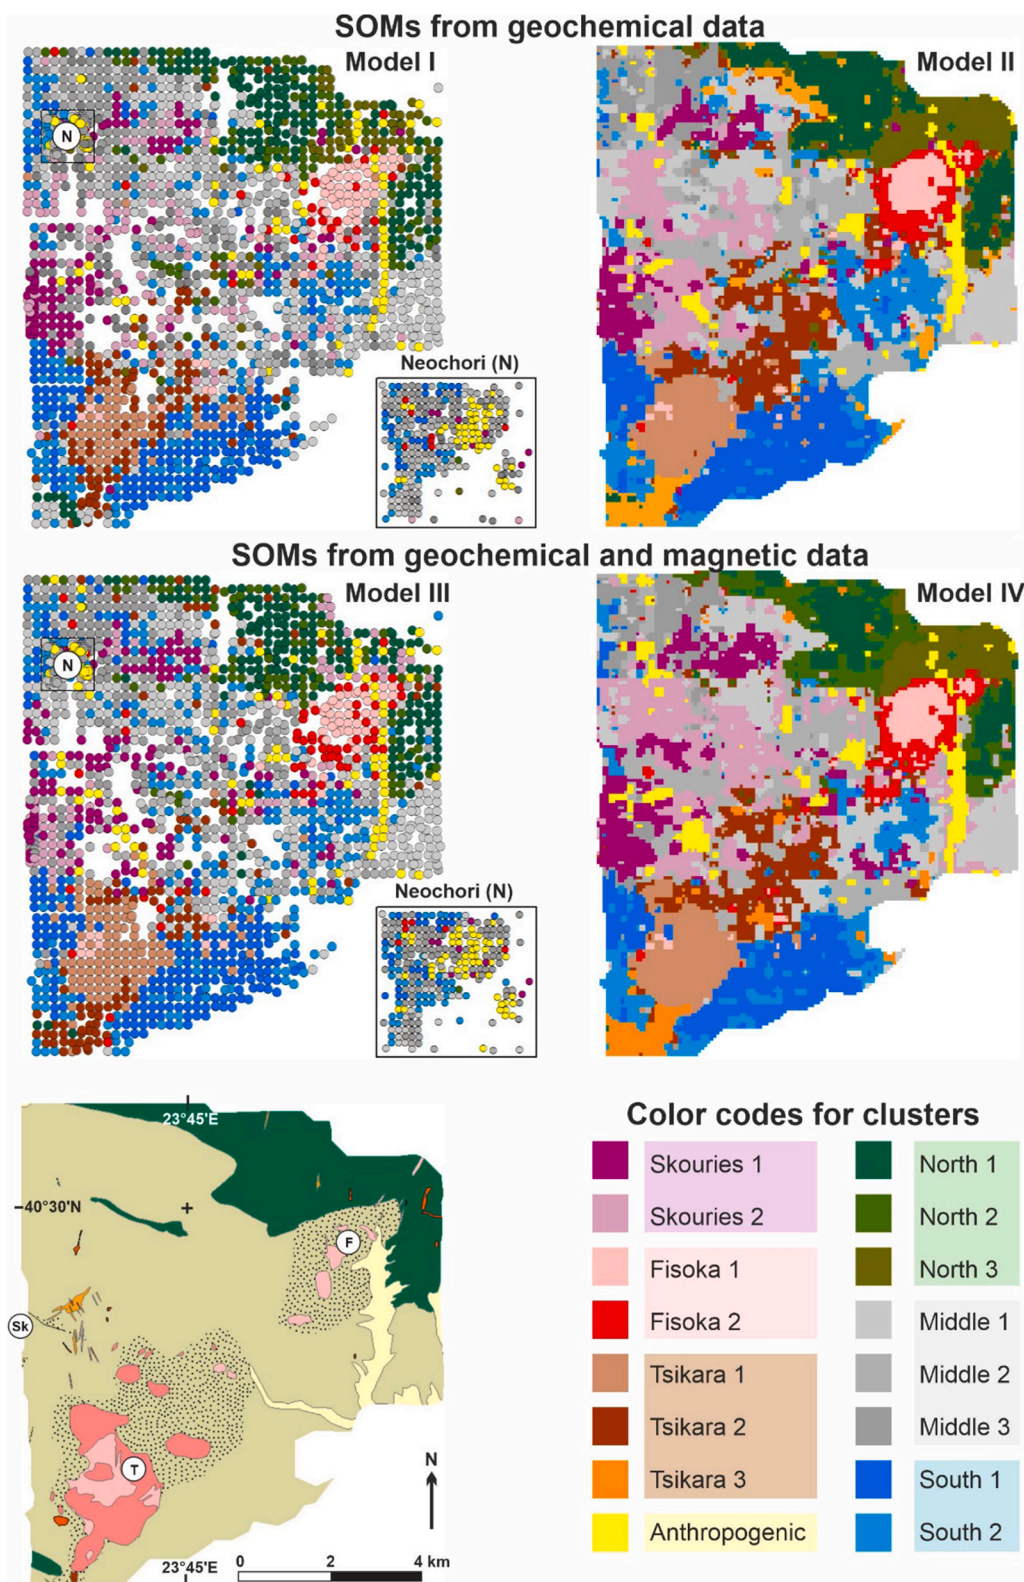 SOMs from geochemical data
Model I
Model II
N
Neochori (N)
SOMs from geochemical and magnetic data
Model III
Model IV
N
Neochori (N)
23°45'E
40°30'N
F
Sk
T
N
23°45'E
0 2 4 km
Color codes for clusters
Skouries 1
Skouries 2
Fisoka 1
Fisoka 2
Tsikara 1
Tsikara 2
Tsikara 3
Anthropogenic
North 1
North 2
North 3
Middle 1
Middle 2
Middle 3
South 1
South 2